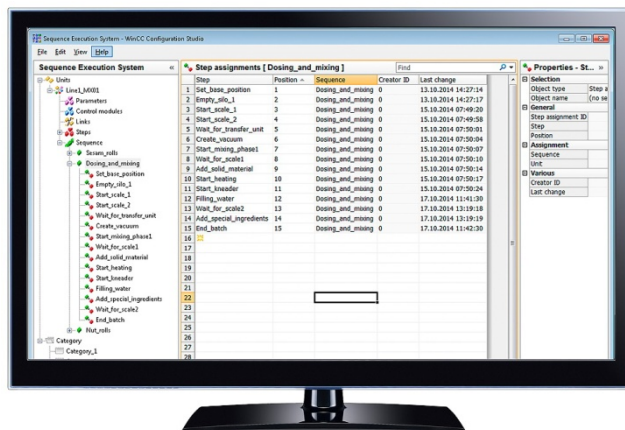 Sequence Execution System - WinCC Configuration Studio
File Edit View Help
Sequence Execution System «
Units
Line1_MX01
Parameters
Control modules
Links
Steps
Sequence
Sesam_rolls
Dosing_and_mixing
Set_base_position
Empty_silo_1
Start_scale_1
Start_scale_2
Wait_for_transfer_unit
Create_vacuum
Start_mixing_phase1
Wait_for_scale1
Add_solid_material
Start_heating
Start_kneader
Filling_water
Add_special_ingredients
Wait_for_scale2
End_batch
Nut_rolls
Category
Category_1
Step assignments [ Dosing_and_mixing ] Find
Step Position Sequence Creator ID Last change
1 Set_base_position 1 Dosing_and_mixing 0 13.10.2014 14:27:14
2 Empty_silo_1 2 Dosing_and_mixing 0 13.10.2014 14:27:17
3 Start_scale_1 3 Dosing_and_mixing 0 15.10.2014 07:49:20
4 Start_scale_2 4 Dosing_and_mixing 0 15.10.2014 07:49:58
5 Wait_for_transfer_unit 5 Dosing_and_mixing 0 15.10.2014 07:50:01
6 Create_vacuum 6 Dosing_and_mixing 0 15.10.2014 07:50:04
7 Start_mixing_phase1 7 Dosing_and_mixing 0 15.10.2014 07:50:07
8 Wait_for_scale1 8 Dosing_and_mixing 0 15.10.2014 07:50:10
9 Add_solid_material 9 Dosing_and_mixing 0 15.10.2014 07:50:14
10 Start_heating 10 Dosing_and_mixing 0 15.10.2014 07:50:17
11 Start_kneader 11 Dosing_and_mixing 0 15.10.2014 07:50:24
12 Filling_water 12 Dosing_and_mixing 0 17.10.2014 11:41:30
13 Wait_for_scale2 13 Dosing_and_mixing 0 17.10.2014 13:19:18
14 Add_special_ingredients 14 Dosing_and_mixing 0 17.10.2014 13:19:19
15 End_batch 15 Dosing_and_mixing 0 17.10.2014 11:42:30
16
17
18
19
20
21
22
23
24
25
26
27
28
Properties - St... »
Selection
Object type Step a
Object name (no se
General
Step assignment ID
Step
Position
Assignment
Sequence
Unit
Various
Creator ID
Last change